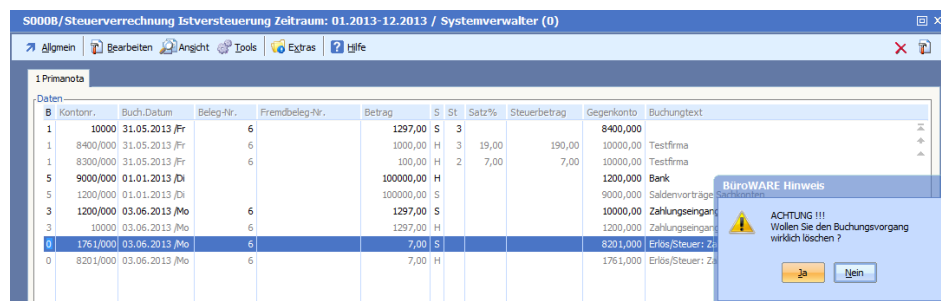 S000B/Steuerverrechnung Istversteuerung Zeitraum: 01.2013-12.2013 / Systemverwalter (0)
Allgmein Bearbeiten Ansicht Tools Extras Hilfe
1 Primanota
Daten
B Kontonr. Buch.Datum Beleg-Nr. Fremdbeleg-Nr. Betrag S St Satz% Steuerbetrag Gegenkonto Buchungtext
1 10000 31.05.2013 /Fr 6 1297,00 S 3 8400,000
1 8400/000 31.05.2013 /Fr 6 1000,00 H 3 19,00 190,00 10000,00 Testfirma
1 8300/000 31.05.2013 /Fr 6 100,00 H 2 7,00 7,00 10000,00 Testfirma
5 9000/000 01.01.2013 /Di 100000,00 H 1200,000 Bank
5 1200/000 01.01.2013 /Di 100000,00 S 9000,000 Saldenvorträge Sachkonten
3 1200/000 03.06.2013 /Mo 6 1297,00 S 10000,00 Zahlungseingang
3 10000 03.06.2013 /Mo 6 1297,00 H 1200,000 Zahlungseingang
0 1761/000 03.06.2013 /Mo 6 7,00 S 8201,000 Erlös/Steuer: Za
0 8201/000 03.06.2013 /Mo 6 7,00 H 1761,000 Erlös/Steuer: Za
BüroWARE Hinweis
ACHTUNG !!!
Wollen Sie den Buchungsvorgang
wirklich löschen ?
Ja Nein